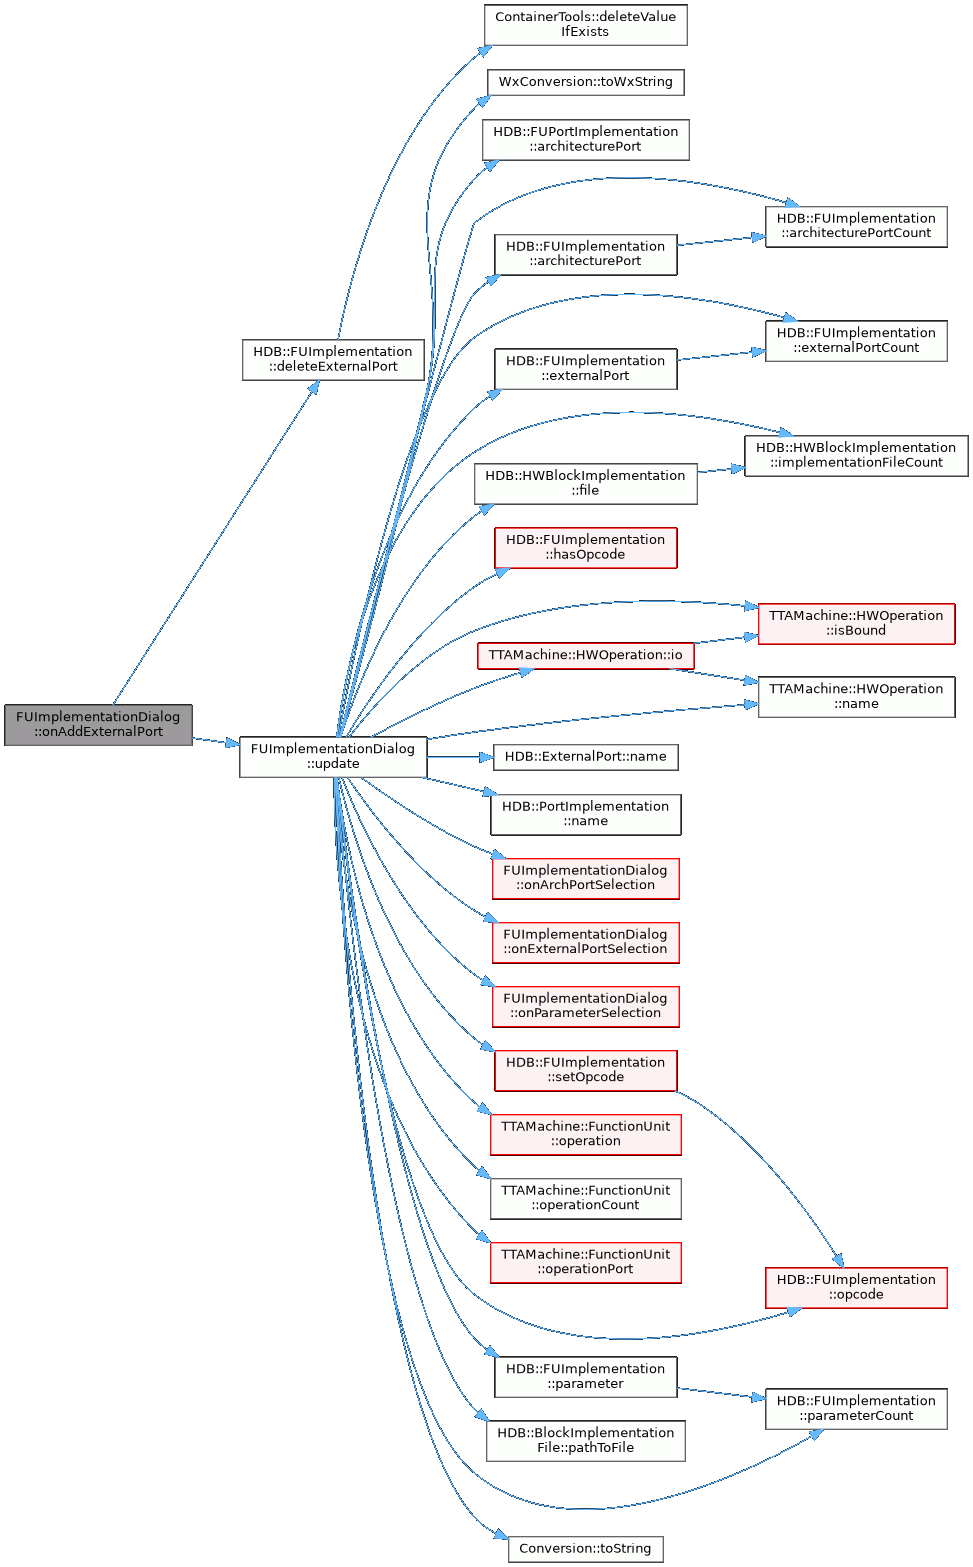 ContainerTools::deleteValue
IfExists
WxConversion::toWxString
HDB::FUPortImplementation
::architecturePort
HDB::FUImplementation
::architecturePortCount
HDB::FUImplementation
::architecturePort
HDB::FUImplementation
::externalPortCount
HDB::FUImplementation
::deleteExternalPort
HDB::FUImplementation
::externalPort
HDB::HWBlockImplementation
::implementationFileCount
HDB::HWBlockImplementation
::file
HDB::FUImplementation
::hasOpcode
TTAMachine::HWOperation
::isBound
TTAMachine::HWOperation::io
TTAMachine::HWOperation
::name
FUImplementationDialog
::onAddExternalPort
FUImplementationDialog
::update
HDB::ExternalPort::name
HDB::PortImplementation
::name
FUImplementationDialog
::onArchPortSelection
FUImplementationDialog
::onExternalPortSelection
FUImplementationDialog
::onParameterSelection
HDB::FUImplementation
::setOpcode
TTAMachine::FunctionUnit
::operation
TTAMachine::FunctionUnit
::operationCount
TTAMachine::FunctionUnit
::operationPort
HDB::FUImplementation
::opcode
HDB::FUImplementation
::parameter
HDB::FUImplementation
::parameterCount
HDB::BlockImplementation
File::pathToFile
Conversion::toString